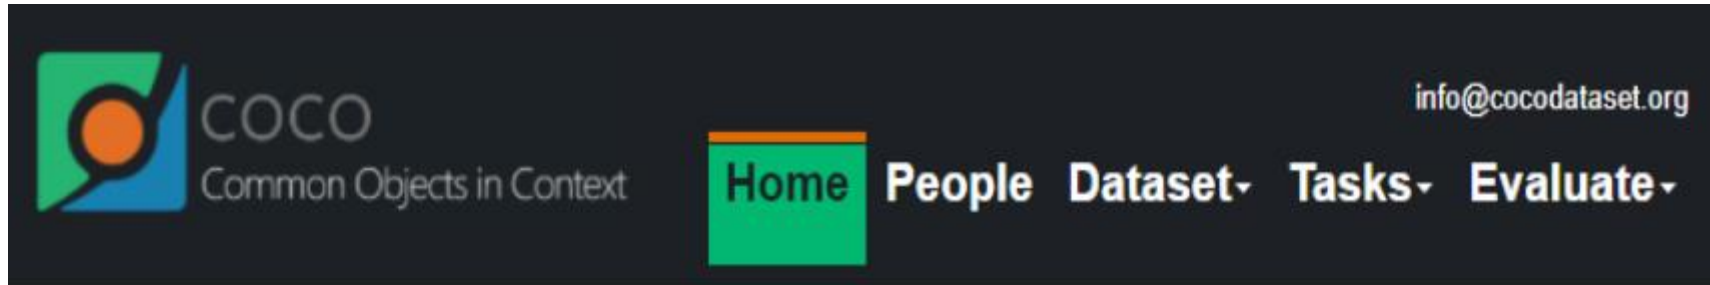 COCO
Common Objects in Context
info@cocodataset.org
Home People Dataset Tasks Evaluate